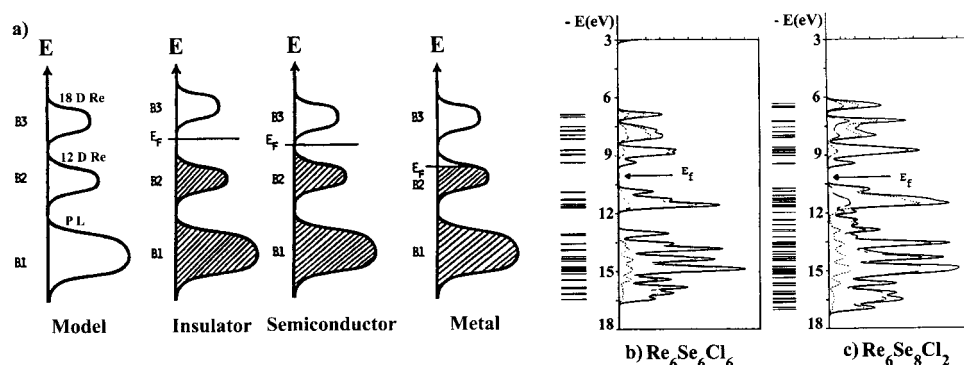 a)
E
18 D Re
B3
12 D Re
B2
P L
B1
Model
E
B3
E_F
B2
B1
Insulator
E
B3
E_F
B2
B1
Semiconductor
E
B3
E_F
B2
B1
Metal
- E(eV)
3
6
9
E_f
12
15
18
b) Re6Se6Cl6
- E(eV)
3
6
9
E_f
12
15
18
c) Re6Se8Cl2